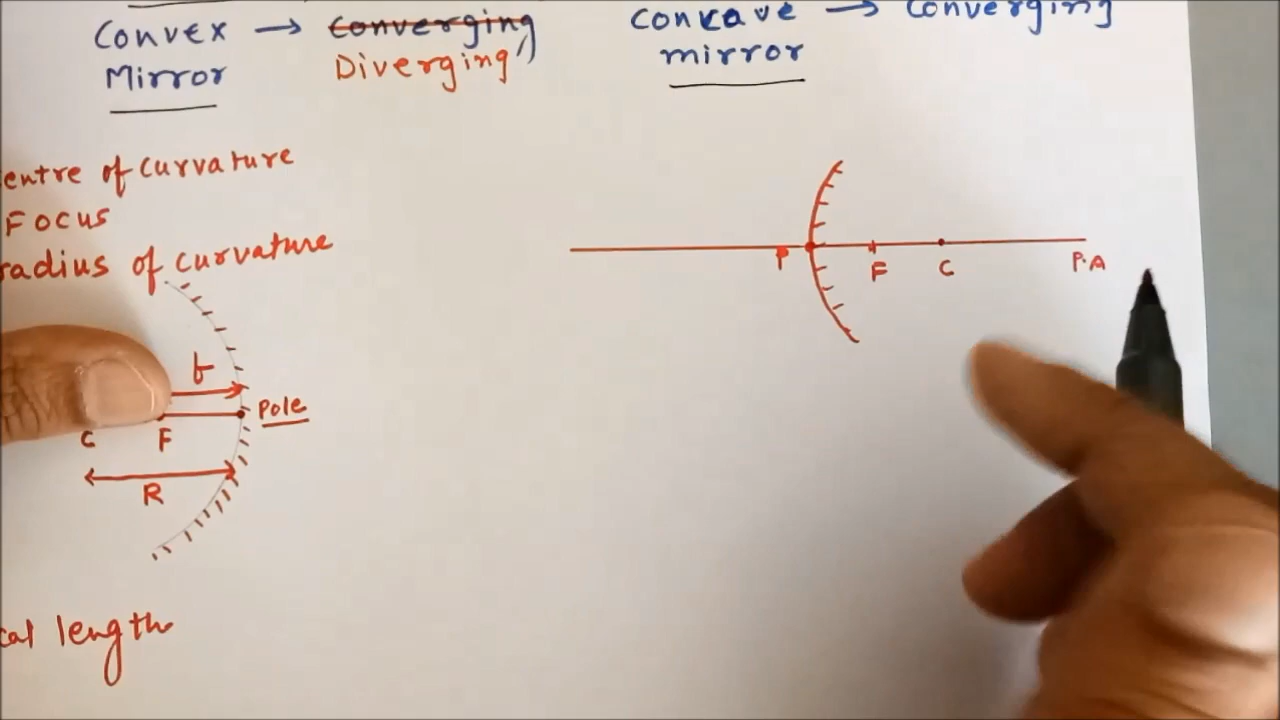 Convex → Converging
Diverging
Mirror
Concave → Converging
mirror
entre of curvature
Focus
radius of curvature
f
Pole
C F
R
cal length
P F C P.A